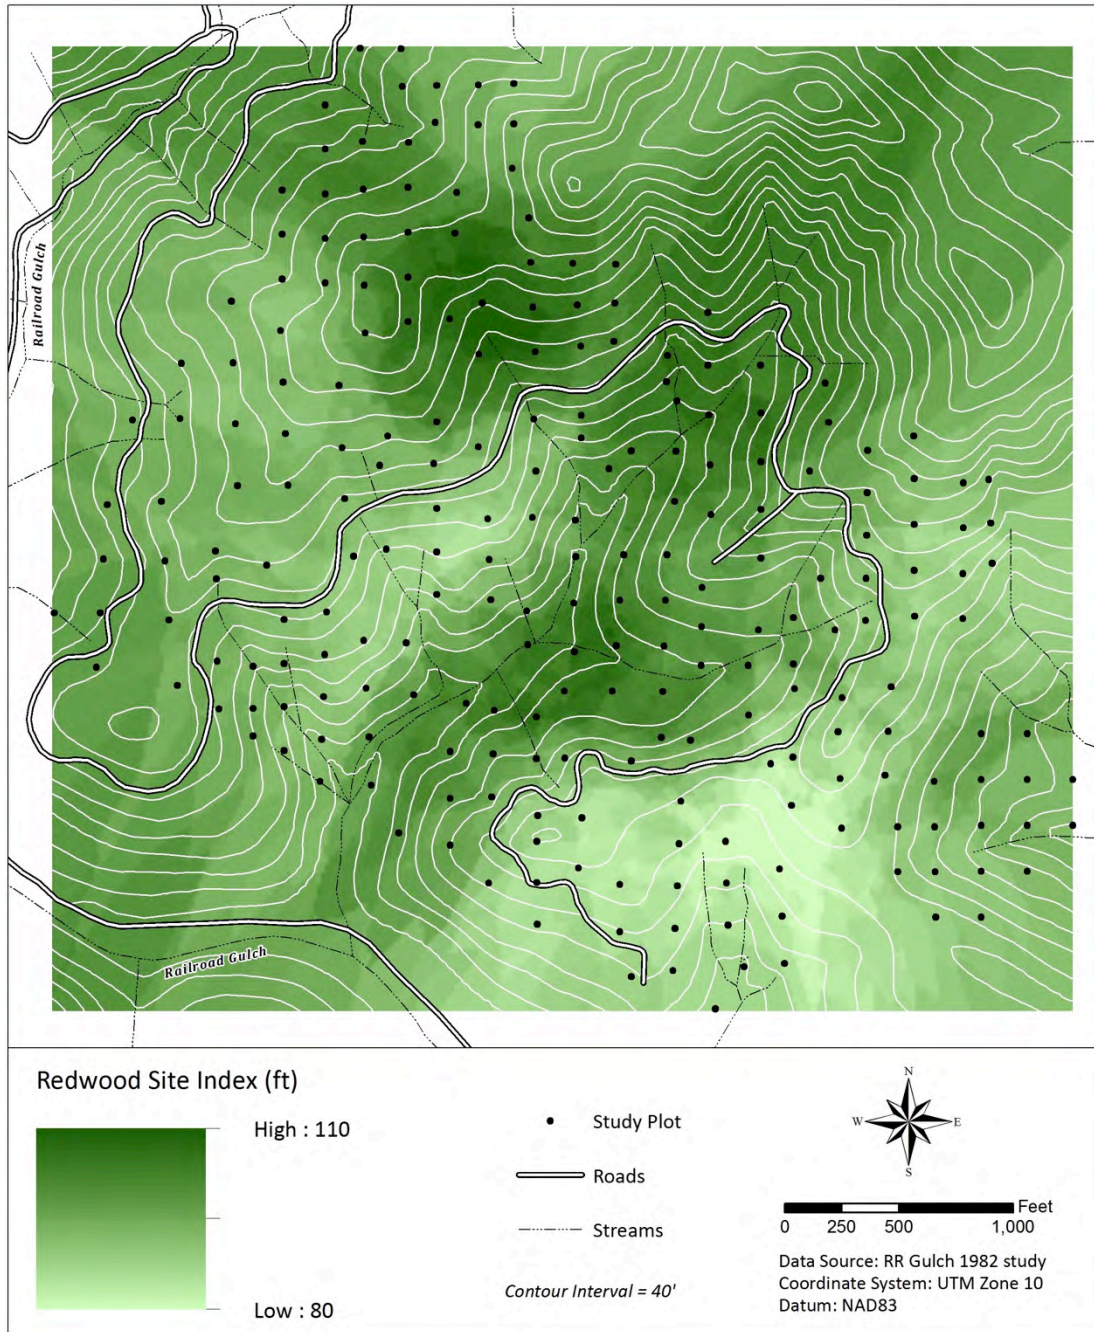 Railroad Gulch
Railroad Gulch
Redwood Site Index (ft)
High : 110
Low : 80
Study Plot
Roads
Streams
Contour Interval = 40'
N
W
E
S
Feet
0 250 500 1,000
Data Source: RR Gulch 1982 study
Coordinate System: UTM Zone 10
Datum: NAD83